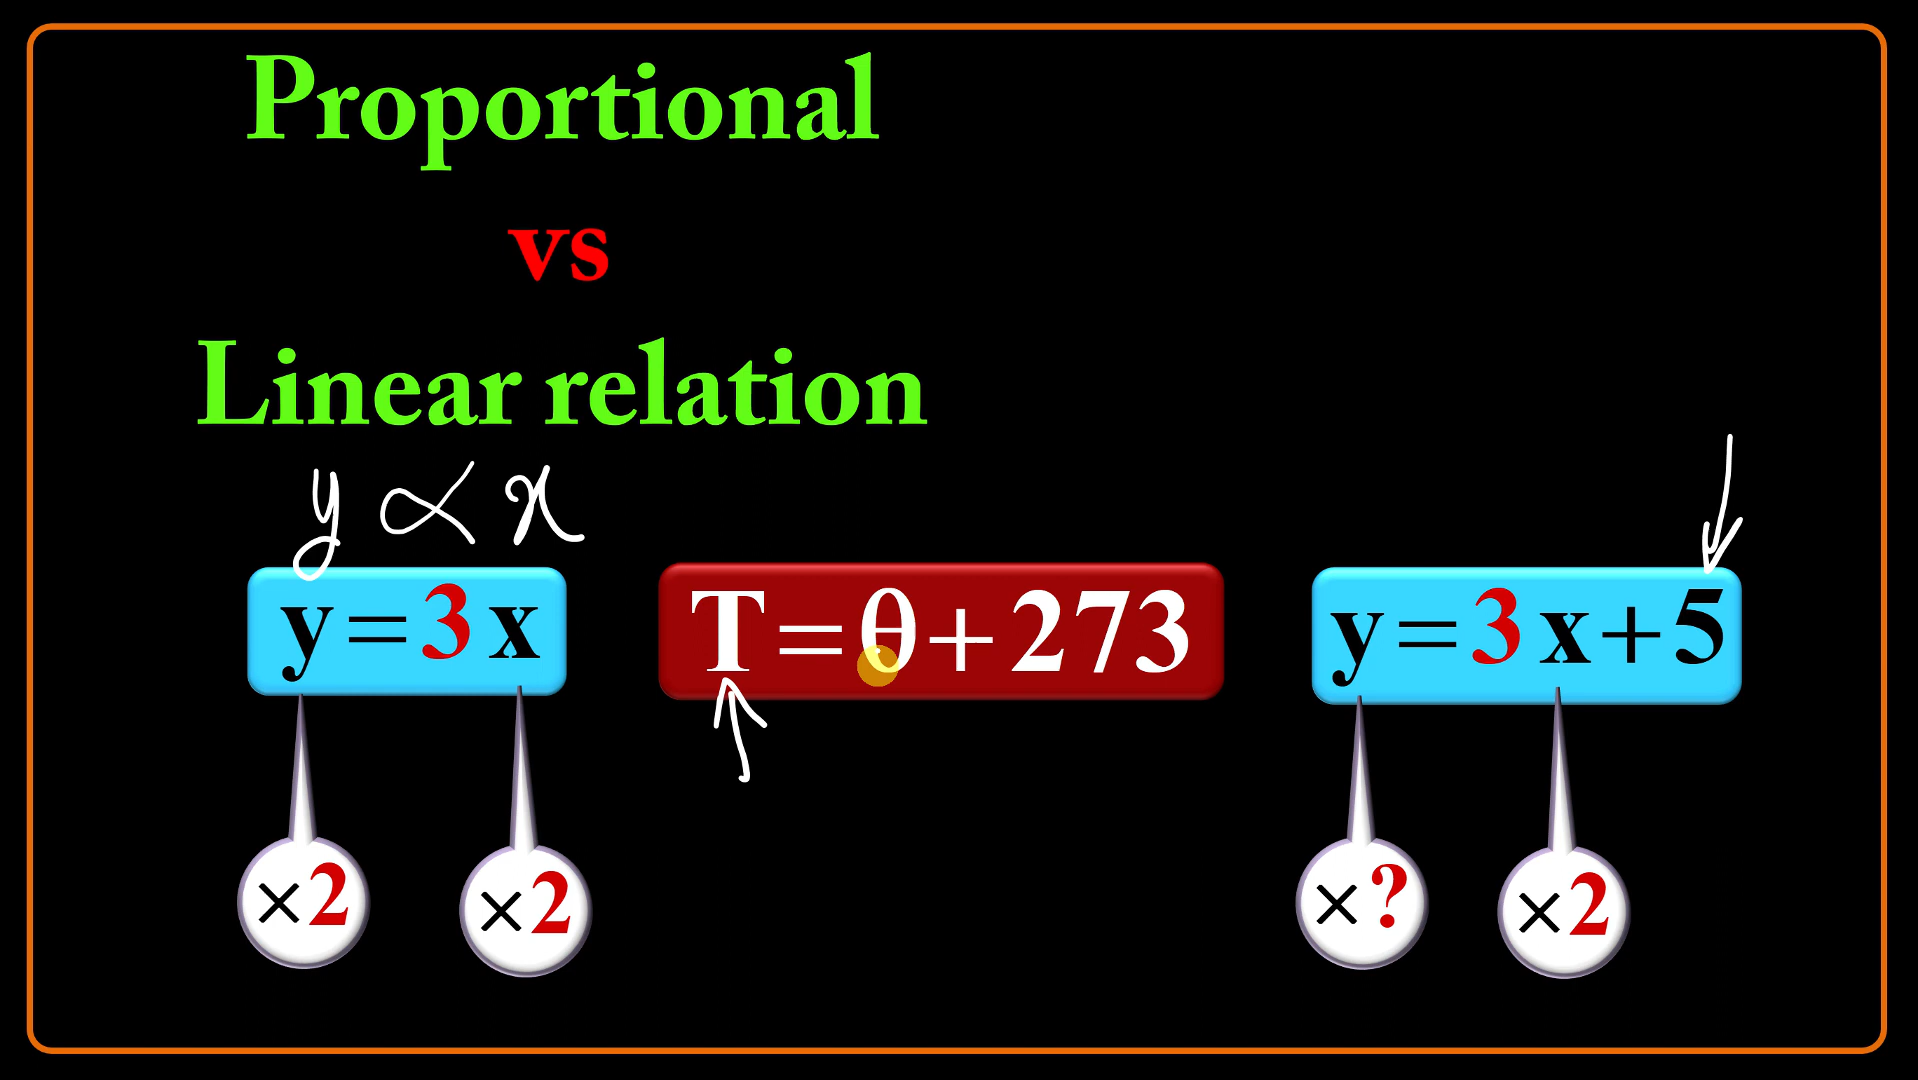 Proportional
vs
Linear relation
y ∝ x
y=3x
T=θ+273
y=3x+5
×2
×2
×?
×2